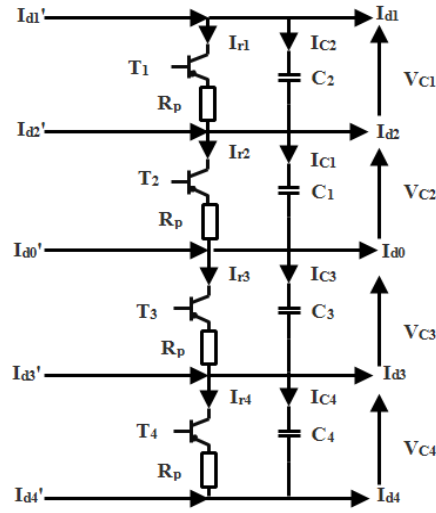 Id1' Id1
Ir1 IC2
T1 C2 VC1
Rp
Id2' Id2
Ir2 IC1
T2 C1 VC2
Rp
Id0' Id0
Ir3 IC3
T3 C3 VC3
Rp
Id3' Id3
Ir4 IC4
T4 C4 VC4
Rp
Id4' Id4